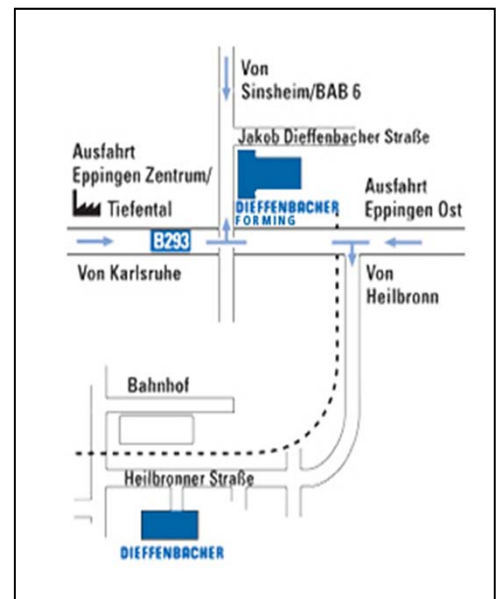 Von
Sinsheim/BAB 6
Jakob Dieffenbacher Straße
Ausfahrt
Eppingen Zentrum/
Tiefental
DIEFFENBACHER
FORMING
Ausfahrt
Eppingen Ost
B293
Von Karlsruhe
Von
Heilbronn
Bahnhof
Heilbronner Straße
DIEFFENBACHER